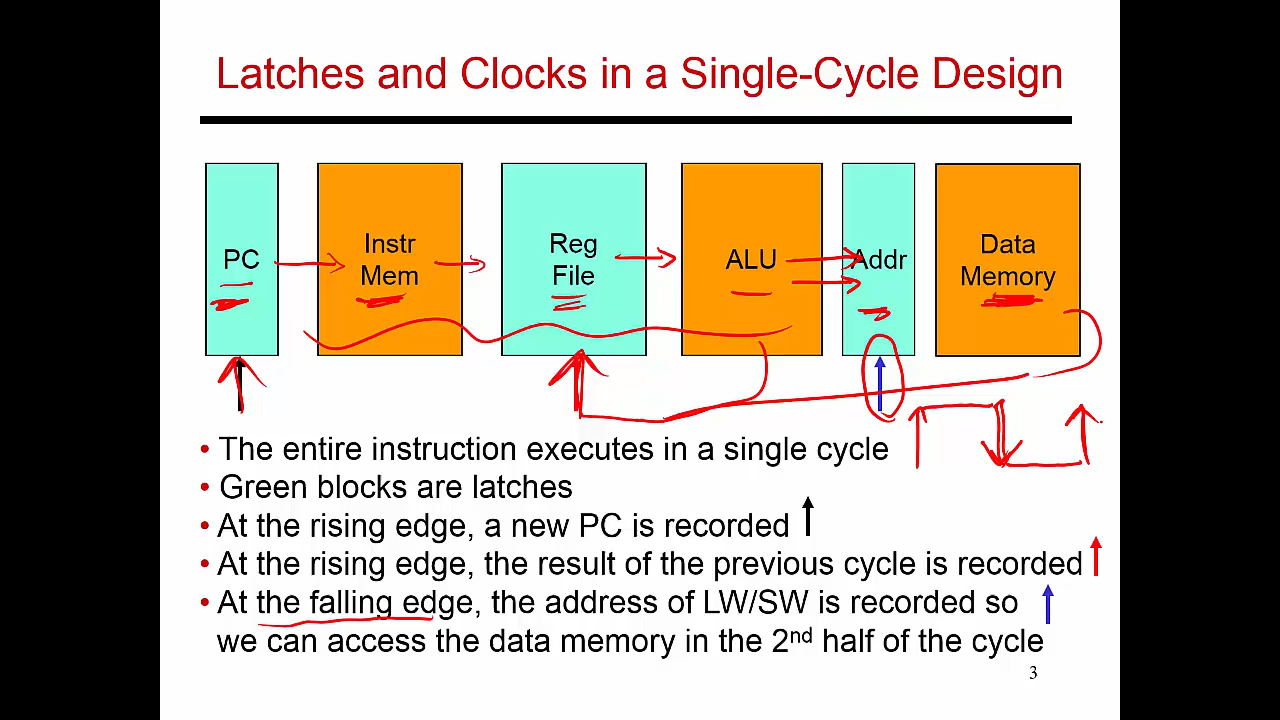 Latches and Clocks in a Single-Cycle Design
PC
Instr
Mem
Reg
File
ALU
Addr
Data
Memory
• The entire instruction executes in a single cycle
• Green blocks are latches
• At the rising edge, a new PC is recorded
• At the rising edge, the result of the previous cycle is recorded
• At the falling edge, the address of LW/SW is recorded so
we can access the data memory in the 2nd half of the cycle
3